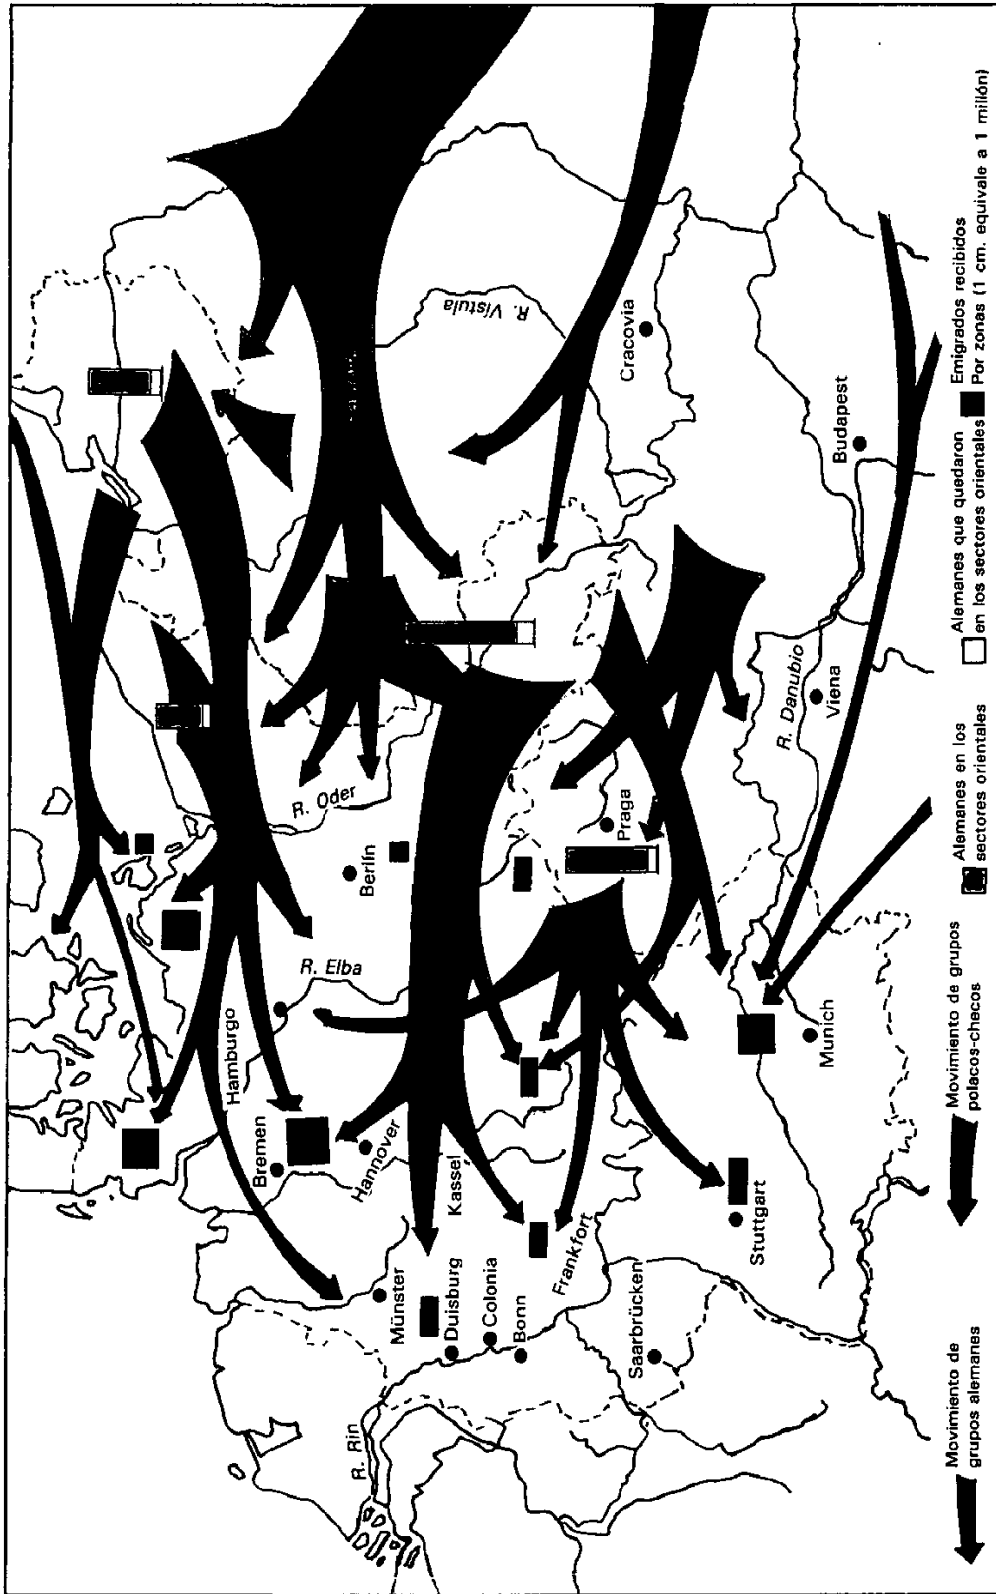 R. Vístula
Cracovia
Budapest
R. Danubio
Viena
R. Oder
Praga
Berlín
R. Elba
Hamburgo
Munich
Bremen
Hannover
Kassel
Stuttgart
Frankfort
Münster
Duisburg
Colonia
Bonn
Saarbrücken
R. Rin
Movimiento de
grupos alemanes
Movimiento de grupos
polacos-checos
Alemanes en los
sectores orientales
Alemanes que quedaron
en los sectores orientales
Emigrados recibidos
Por zonas (1 cm. equivale a 1 millón)